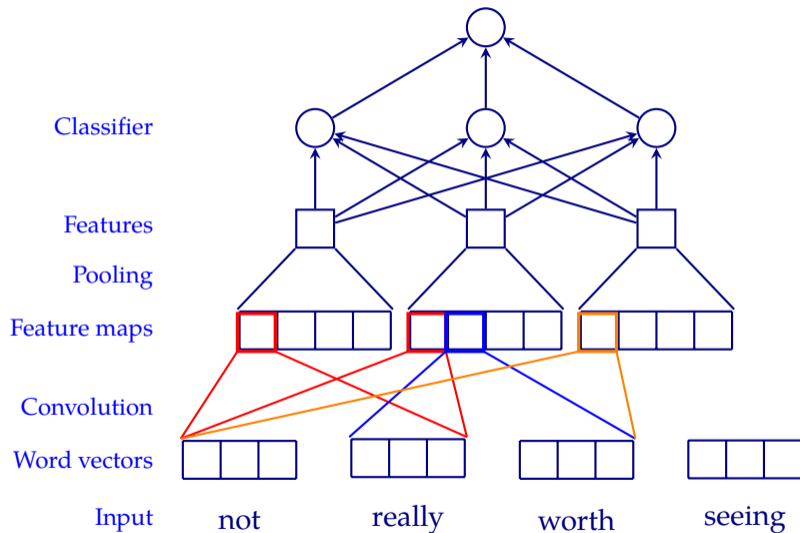 Classifier
Features
Pooling
Feature maps
Convolution
Word vectors
Input not really worth seeing